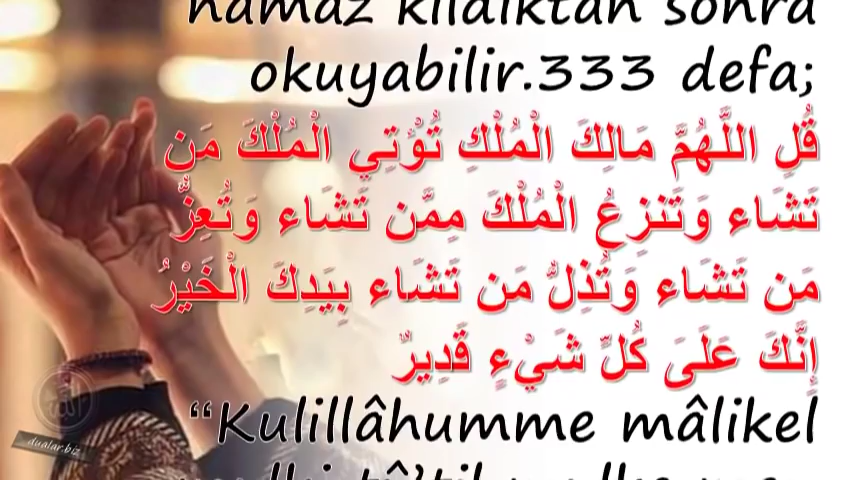 namaz kıldıktan sonra
okuyabilir.333 defa;
قُلِ اللَّهُمَّ مَالِكَ الْمُلْكِ تُؤْتِي الْمُلْكَ مَن
تَشَاء وَتَنزِعُ الْمُلْكَ مِمَّن تَشَاء وَتُعِزُّ
مَن تَشَاء وَتُذِلُّ مَن تَشَاء بِيَدِكَ الْخَيْرُ
إِنَّكَ عَلَىَ كُلِّ شَيْءٍ قَدِيرٌ
“Kulillâhumme mâlikel
الله
dualar.biz